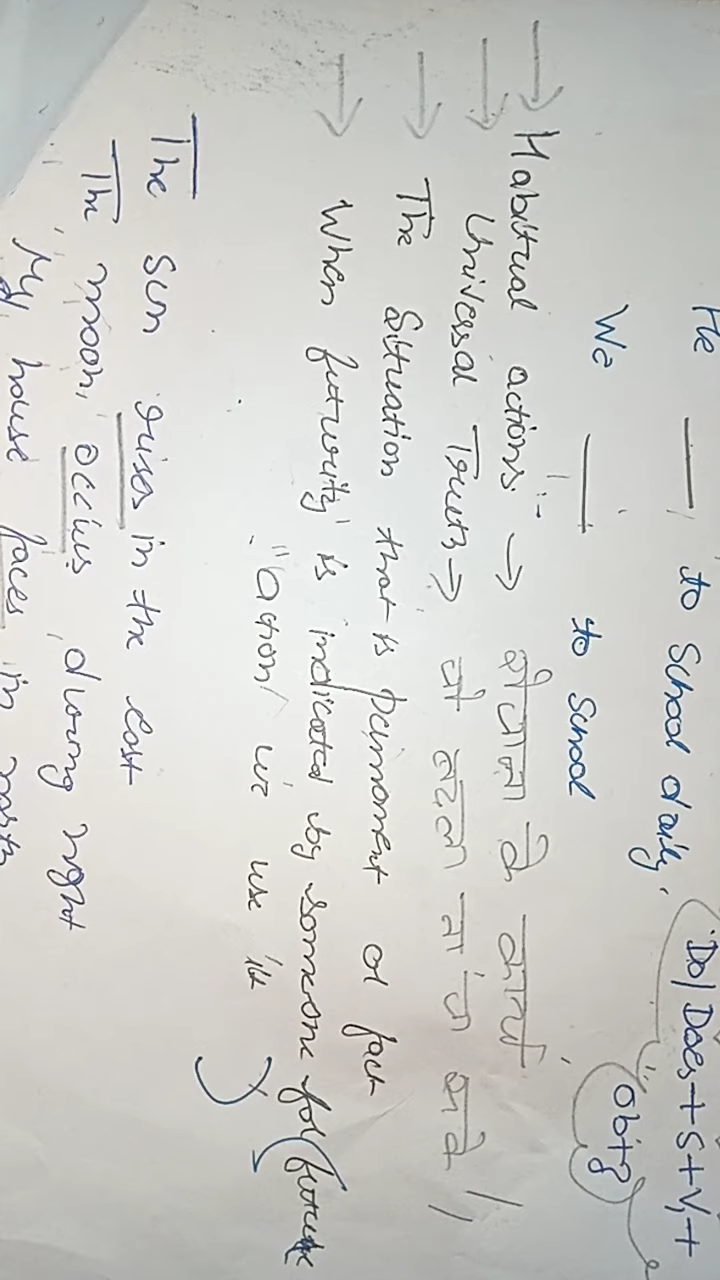 He ___ to School daily.
Do/Does+S+V1+
obj?
We ___ to School
→ Habitual actions :- → रोजाना के कार्य
→ Universal Truth → जो बदला ना जा सके।
→ The Situation that is permanent or fact
→ When futurity is indicated by someone for (future
"action" we use it)
The sun rises in the east
The moon, occurs, during night
My house faces in north